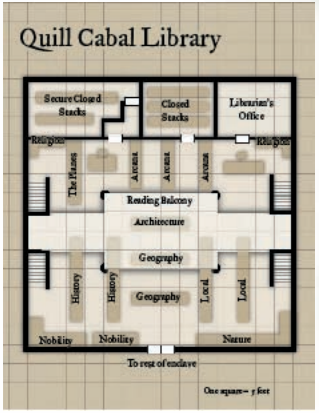 Quill Cabal Library
Secure Closed
Stacks
Closed
Stacks
Librarian's
Office
Religion
Religion
The Planes
Arcana
Arcana
Arcana
Reading Balcony
Architecture
Geography
History
History
Geography
Local
Local
Nobility
Nobility
Nature
To rest of enclave
One square = 5 feet